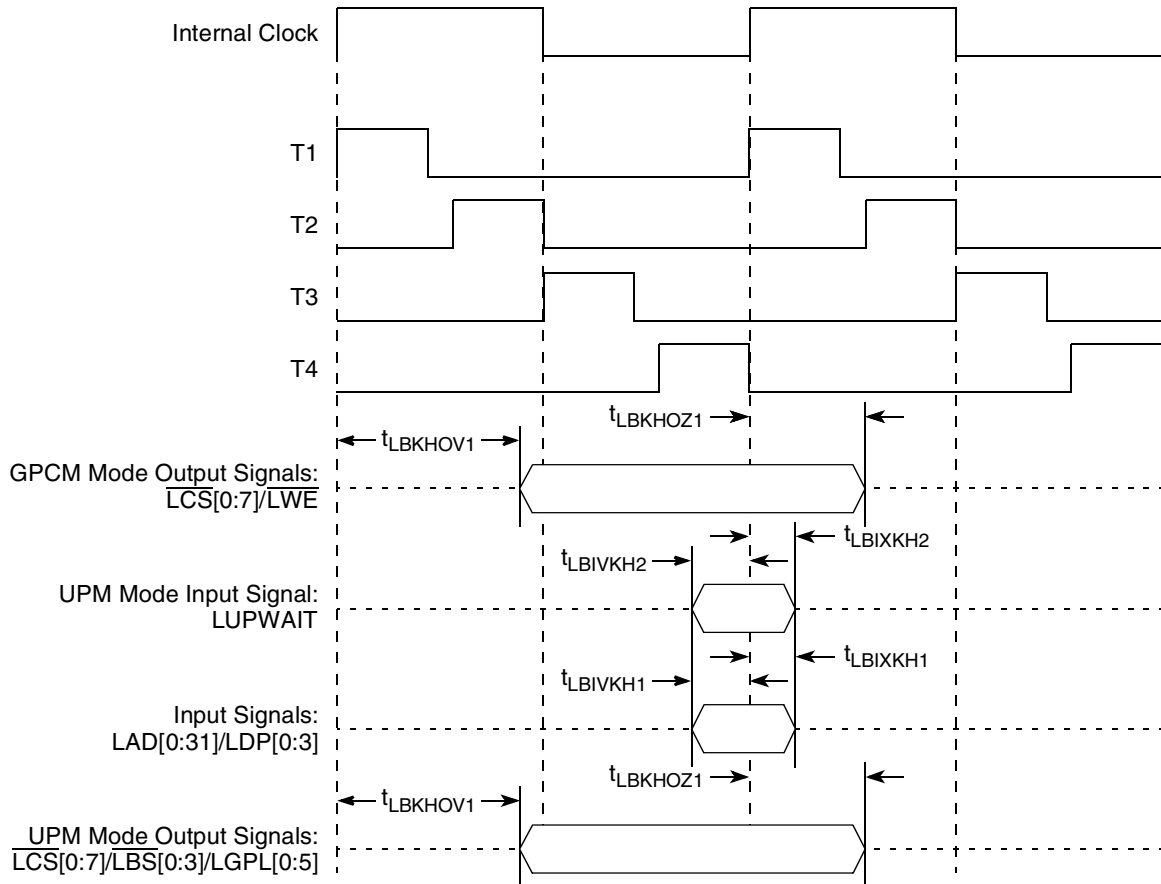 Internal Clock
T1
T2
T3
T4
tLBKHOZ1
tLBKHOV1
GPCM Mode Output Signals:
LCS[0:7]/LWE
tLBIXKH2
tLBIVKH2
UPM Mode Input Signal:
LUPWAIT
tLBIXKH1
tLBIVKH1
Input Signals:
LAD[0:31]/LDP[0:3]
tLBKHOZ1
tLBKHOV1
UPM Mode Output Signals:
LCS[0:7]/LBS[0:3]/LGPL[0:5]